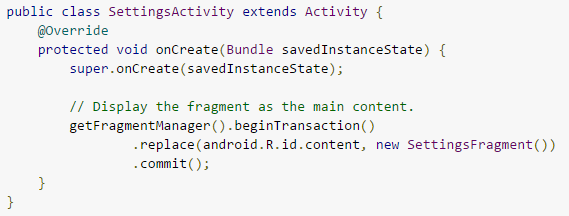 public class SettingsActivity extends Activity {
    @Override
    protected void onCreate(Bundle savedInstanceState) {
        super.onCreate(savedInstanceState);

        // Display the fragment as the main content.
        getFragmentManager().beginTransaction()
                .replace(android.R.id.content, new SettingsFragment())
                .commit();
    }
}